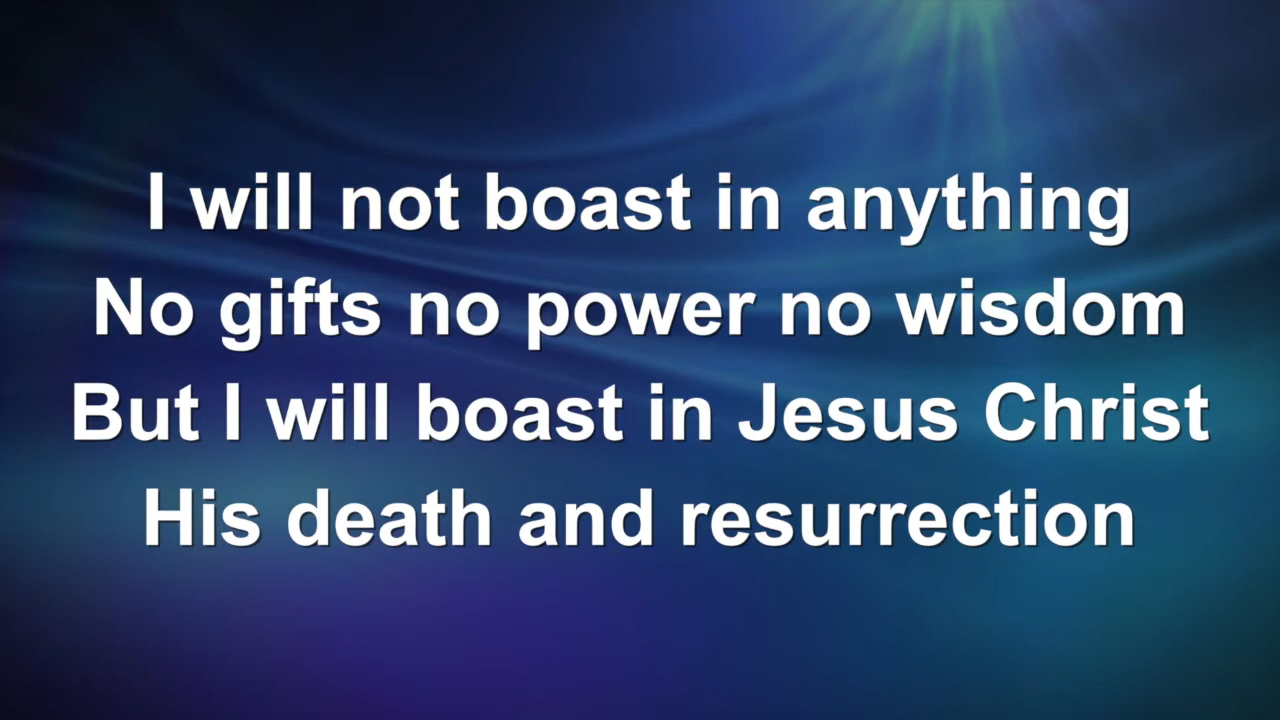 I will not boast in anything
No gifts no power no wisdom
But I will boast in Jesus Christ
His death and resurrection